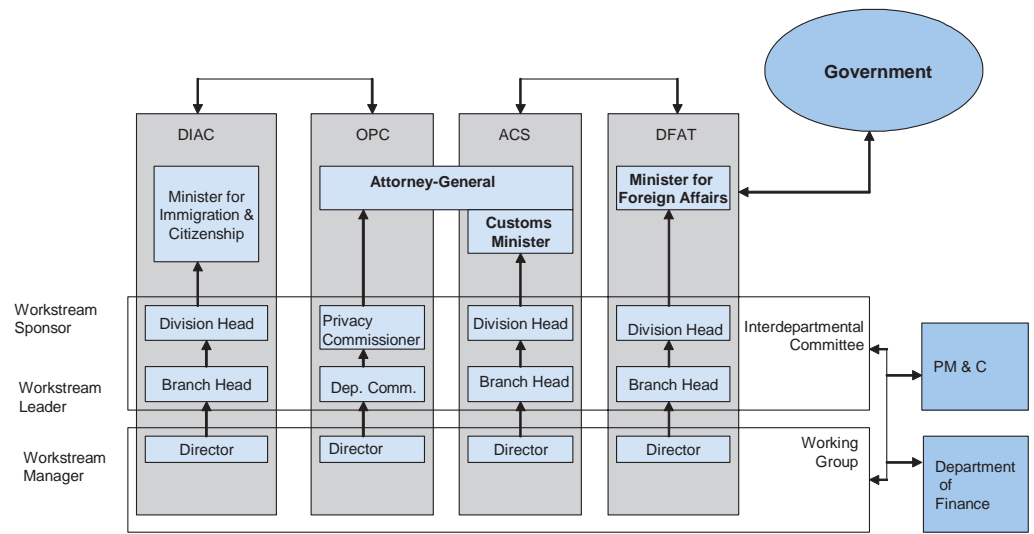 Government
DIAC
OPC
ACS
DFAT
Minister for
Immigration &
Citizenship
Attorney-General
Customs
Minister
Minister for
Foreign Affairs
Workstream
Sponsor
Division Head
Privacy
Commissioner
Division Head
Division Head
Interdepartmental
Committee
Workstream
Leader
Branch Head
Dep. Comm.
Branch Head
Branch Head
PM & C
Workstream
Manager
Director
Director
Director
Director
Working
Group
Department
of
Finance